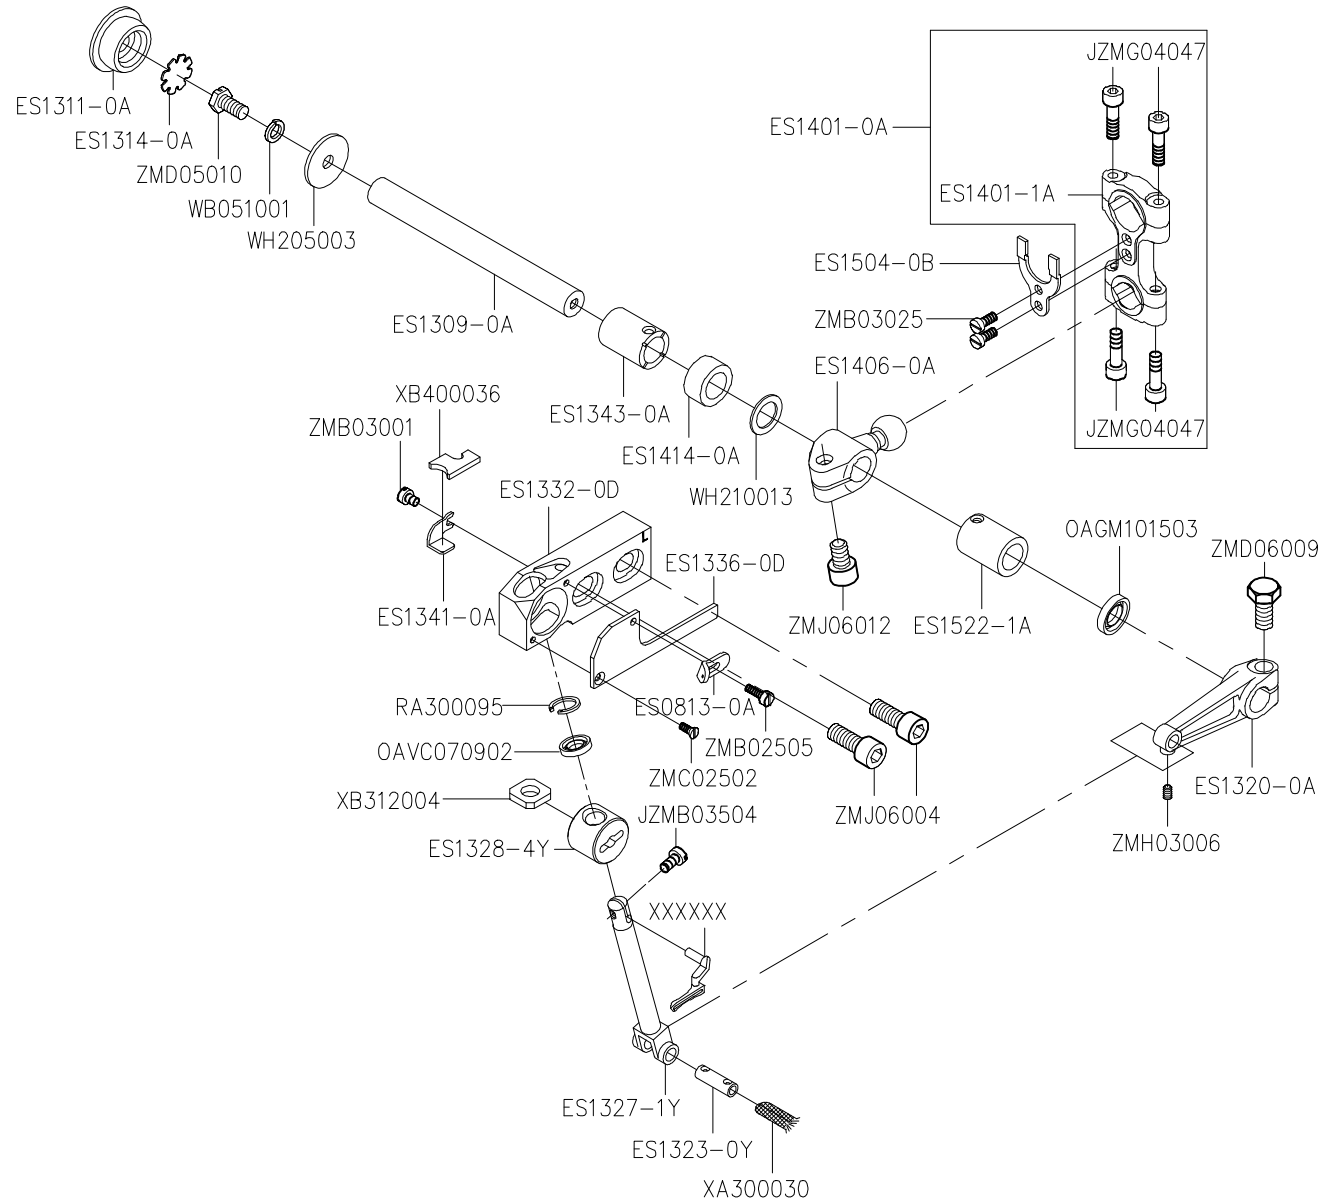 JZMG04047
ES1311-0A
ES1314-0A
ES1401-0A
ZMD05010
ES1401-1A
WB051001
WH205003
ES1504-0B
ES1309-0A
ZMB03025
ES1406-0A
XB400036
ES1343-0A
ZMB03001
JZMG04047
ES1414-0A
ES1332-0D
WH210013
OAGM101503
L
ZMD06009
ES1336-0D
ES1341-0A
ZMJ06012
ES1522-1A
RA300095
ES0813-0A
OAVC070902
ZMB02505
ZMC02502
ES1320-0A
XB312004
JZMB03504
ZMJ06004
ZMH03006
ES1328-4Y
XXXXXX
ES1327-1Y
ES1323-0Y
XA300030